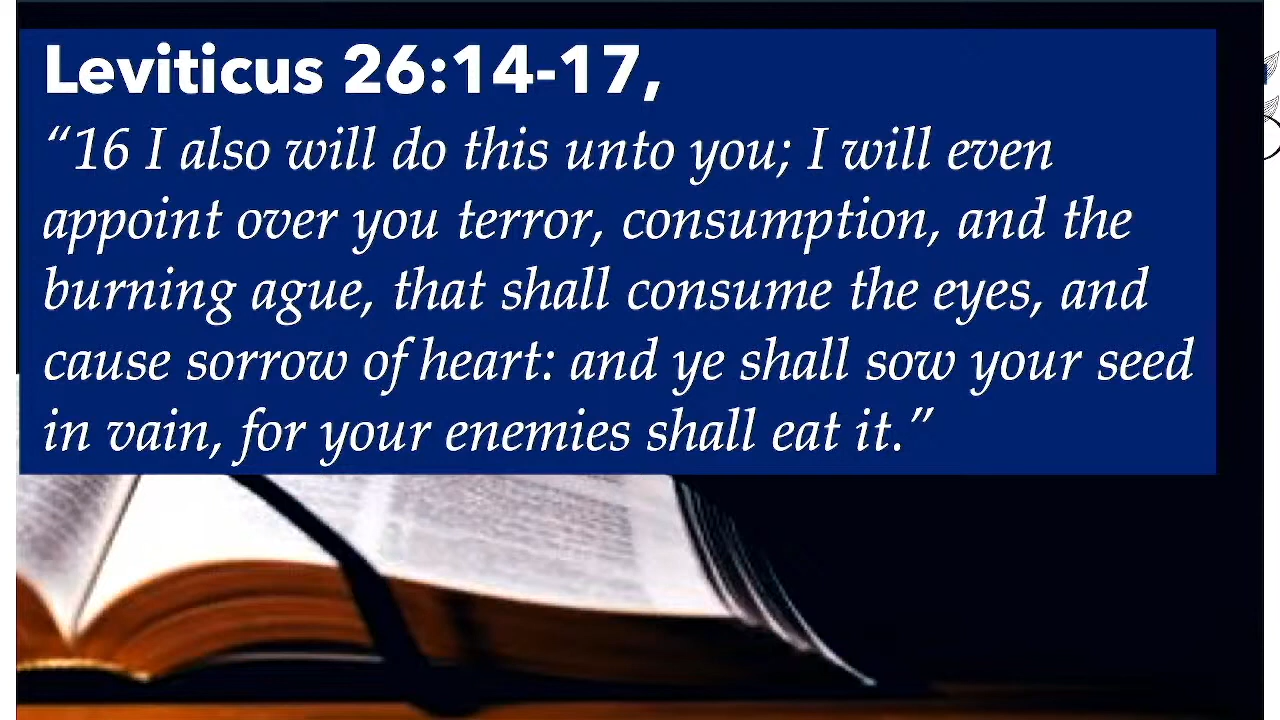 Leviticus 26:14-17,
“16 I also will do this unto you; I will even
appoint over you terror, consumption, and the
burning ague, that shall consume the eyes, and
cause sorrow of heart: and ye shall sow your seed
in vain, for your enemies shall eat it.”